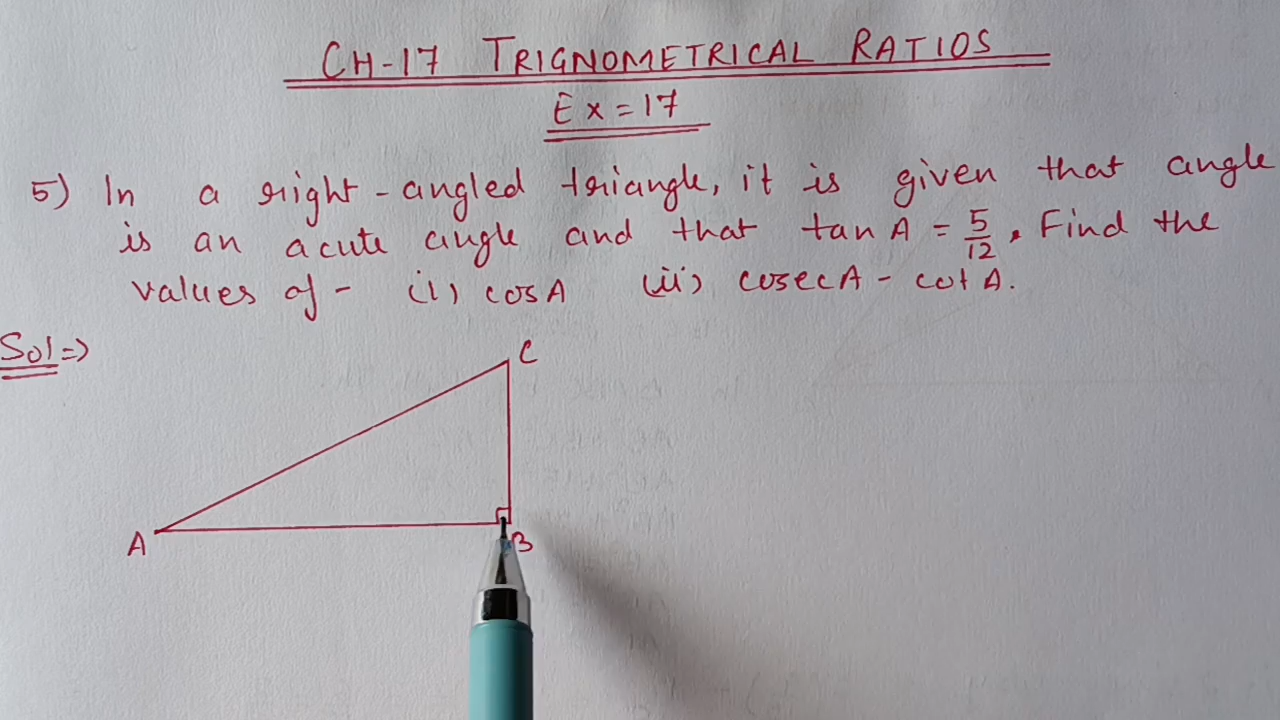 CH-17 TRIGNOMETRICAL RATIOS
Ex = 17
5) In a right-angled triangle, it is given that angle
is an acute angle and that tan A = 5/12. Find the
values of - (i) cos A (ii) cosec A - cot A.
Sol ⇒
C
A
B